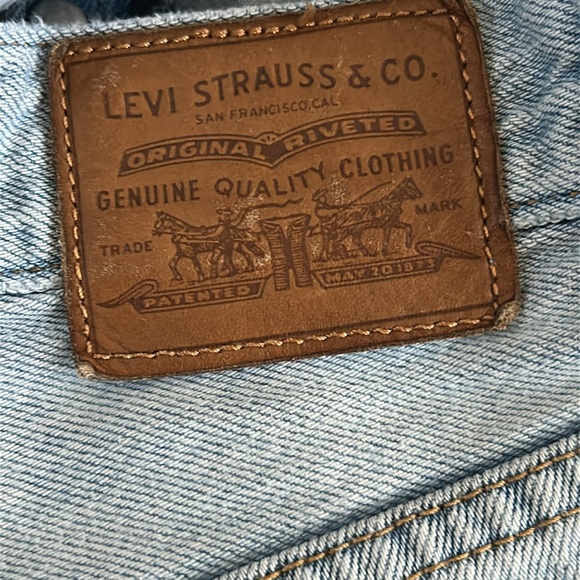 LEVI STRAUSS & CO.
SAN FRANCISCO, CAL
ORIGINAL RIVETED
GENUINE QUALITY CLOTHING
TRADE MARK
PATENTED MAY 20 1873